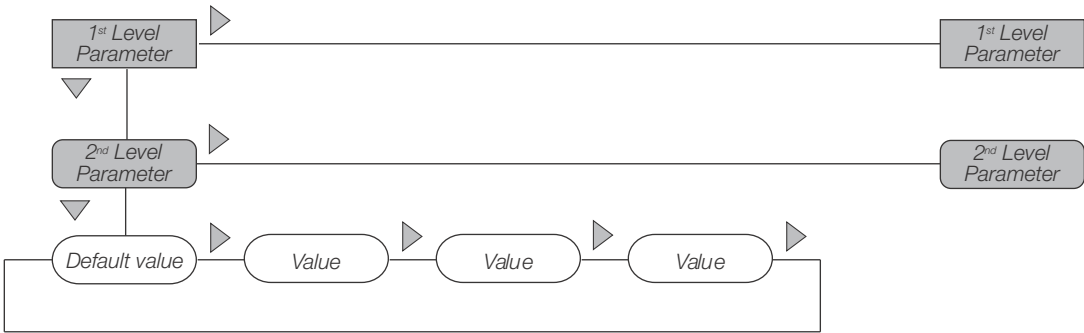 1st Level
Parameter
1st Level
Parameter
2nd Level
Parameter
2nd Level
Parameter
Default value
Value
Value
Value